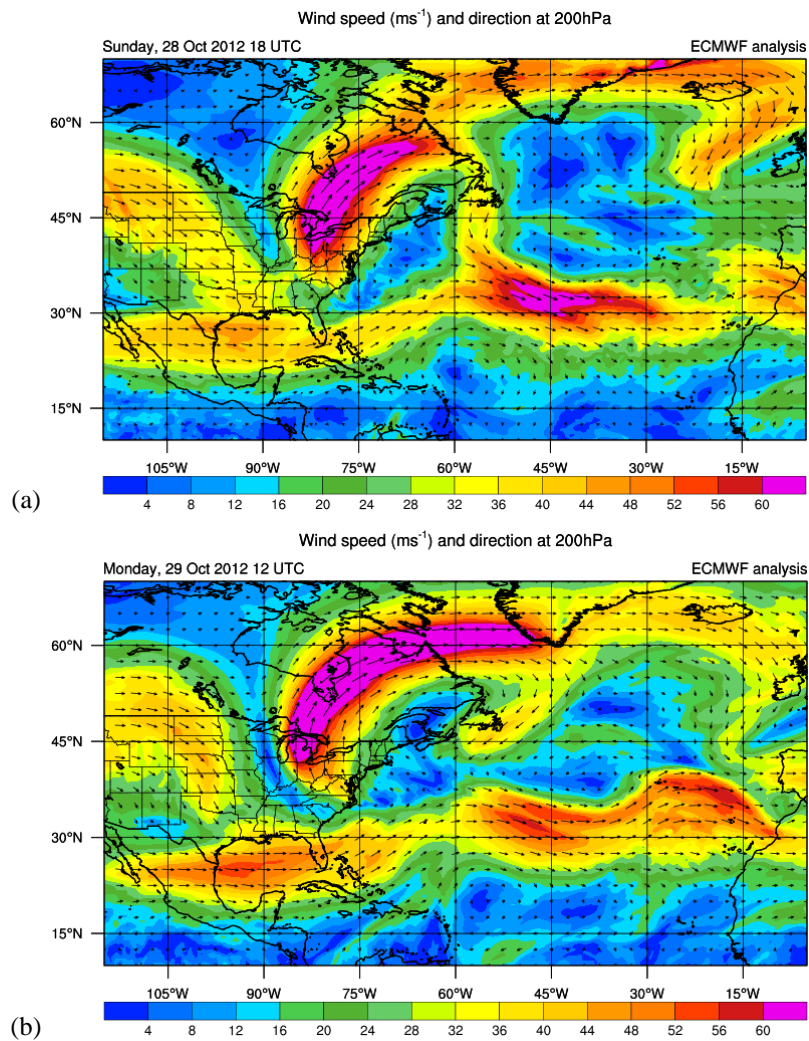 Wind speed (ms⁻¹) and direction at 200hPa
Sunday, 28 Oct 2012 18 UTC ECMWF analysis
60°N
45°N
30°N
15°N
105°W 90°W 75°W 60°W 45°W 30°W 15°W
(a)
4 8 12 16 20 24 28 32 36 40 44 48 52 56 60
Wind speed (ms⁻¹) and direction at 200hPa
Monday, 29 Oct 2012 12 UTC ECMWF analysis
60°N
45°N
30°N
15°N
105°W 90°W 75°W 60°W 45°W 30°W 15°W
(b)
4 8 12 16 20 24 28 32 36 40 44 48 52 56 60